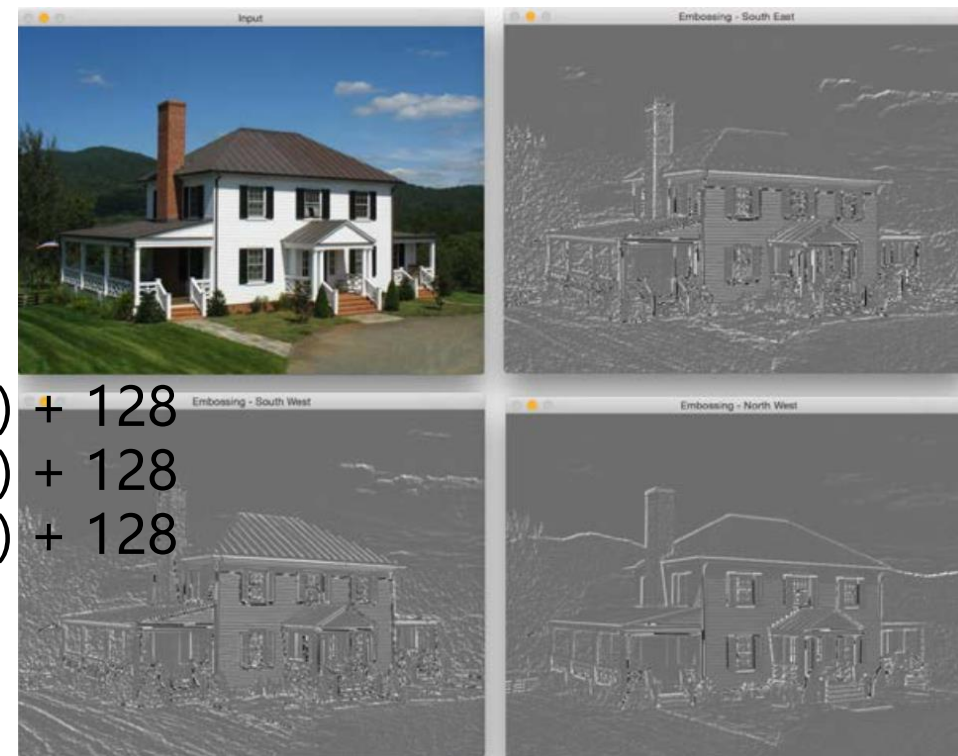 Input
Embossing - South East
) + 128
Embossing - South West
Embossing - North West
) + 128
) + 128